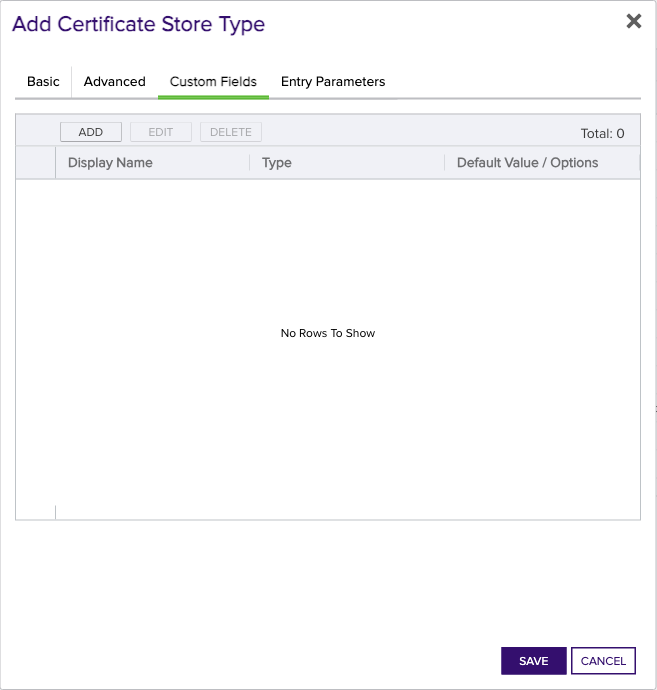 Add Certificate Store Type
Basic Advanced Custom Fields Entry Parameters
ADD EDIT DELETE Total: 0
Display Name Type Default Value / Options
No Rows To Show
SAVE CANCEL